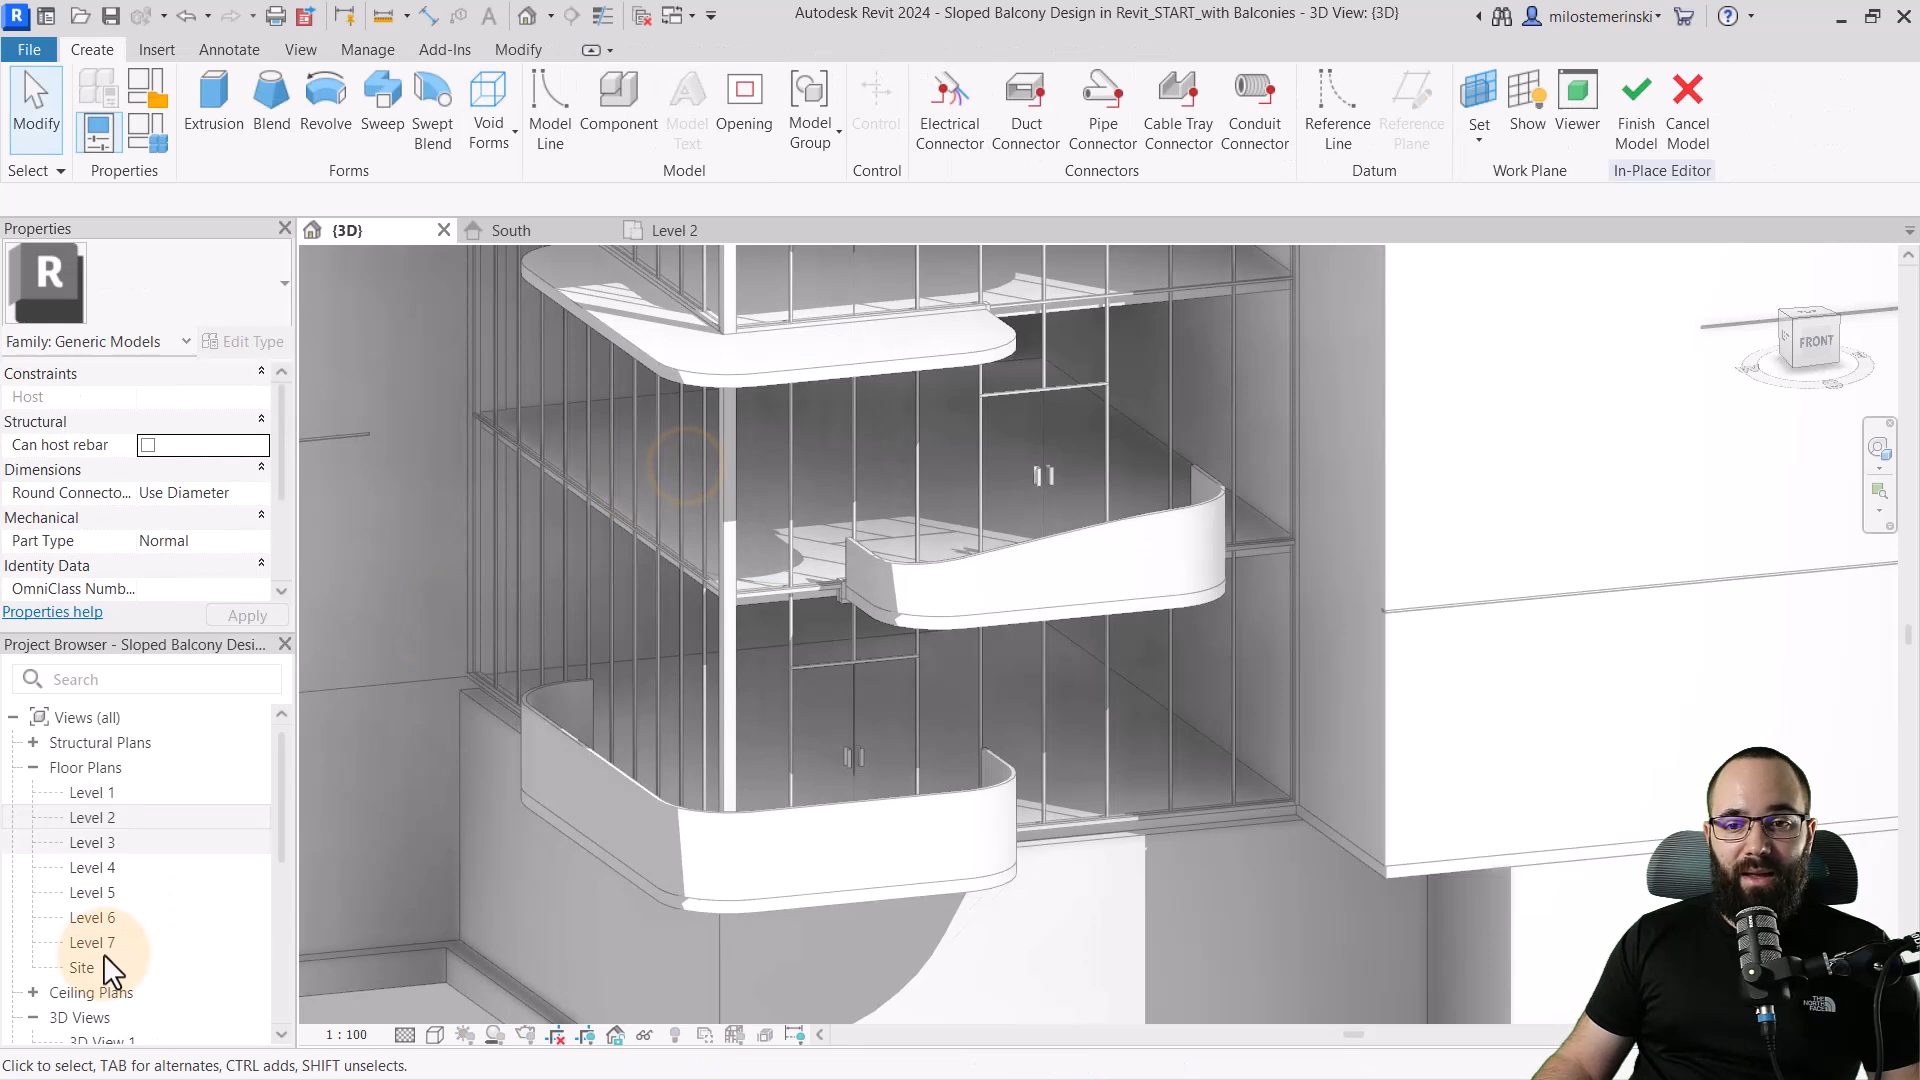 Autodesk Revit 2024 - Sloped Balcony Design in Revit_START_with Balconies - 3D View: {3D}
milostemerinski
File Create Insert Annotate View Manage Add-Ins Modify
Modify
Extrusion
Blend
Revolve
Sweep
Swept
Blend
Void
Forms
Model
Line
Component
Model
Text
Opening
Model
Group
Control
Electrical
Connector
Duct
Connector
Pipe
Connector
Cable Tray
Connector
Conduit
Connector
Reference
Line
Reference
Plane
Set
Show
Viewer
Finish
Model
Cancel
Model
Select
Properties
Forms
Model
Control
Connectors
Datum
Work Plane
In-Place Editor
Properties
R
Family: Generic Models
Edit Type
Constraints
Host
Structural
Can host rebar
Dimensions
Round Connecto... Use Diameter
Mechanical
Part Type Normal
Identity Data
OmniClass Numb...
Properties help
Apply
Project Browser - Sloped Balcony Desi...
Search
Views (all)
Structural Plans
Floor Plans
Level 1
Level 2
Level 3
Level 4
Level 5
Level 6
Level 7
Site
Ceiling Plans
3D Views
3D View 1
{3D}
South
Level 2
FRONT
1 : 100
Click to select, TAB for alternates, CTRL adds, SHIFT unselects.